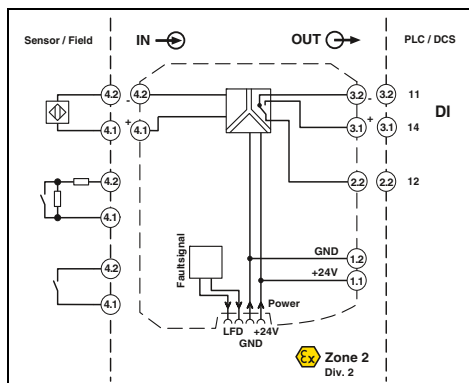 Sensor / Field
IN
OUT
PLC / DCS
4.2
-
4.2
3.2
-
3.2
11
DI
4.1
+
4.1
3.1
+
3.1
14
4.2
2.2
2.2
12
4.1
Faultsignal
GND
1.2
4.2
+24V
1.1
4.1
Power
LFD
+24V
GND
Ex
Zone 2
Div. 2